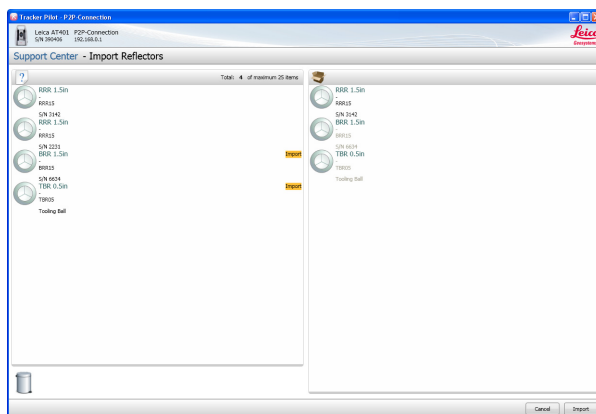 Tracker Pilot - P2P-Connection
Leica AT401 P2P-Connection
S/N 390406 192.168.0.1
Leica
Geosystems
Support Center - Import Reflectors
Total: 4 of maximum 25 items
RRR 1.5in
-
RRR15
S/N 3142
RRR 1.5in
-
RRR15
S/N 2231
BRR 1.5in Import
-
BRR15
S/N 6634
TBR 0.5in Import
-
TBR05
Tooling Ball
RRR 1.5in
-
RRR15
S/N 3142
BRR 1.5in
-
BRR15
S/N 6634
TBR 0.5in
-
TBR05
Tooling Ball
Cancel Import